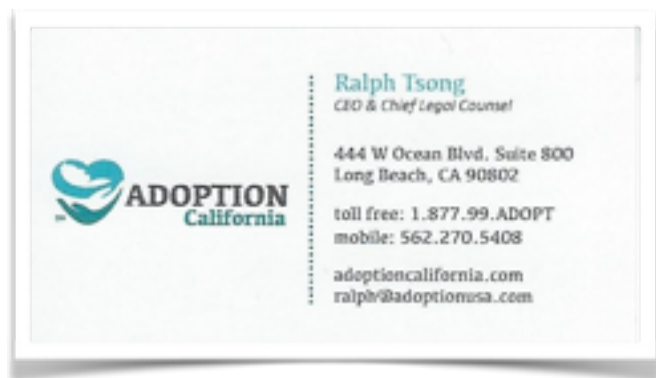 ADOPTION
California
Ralph Tsong
CEO & Chief Legal Counsel
444 W Ocean Blvd. Suite 800
Long Beach, CA 90802
toll free: 1.877.99.ADOPT
mobile: 562.270.5408
adoptioncalifornia.com
ralph@adoptionusa.com